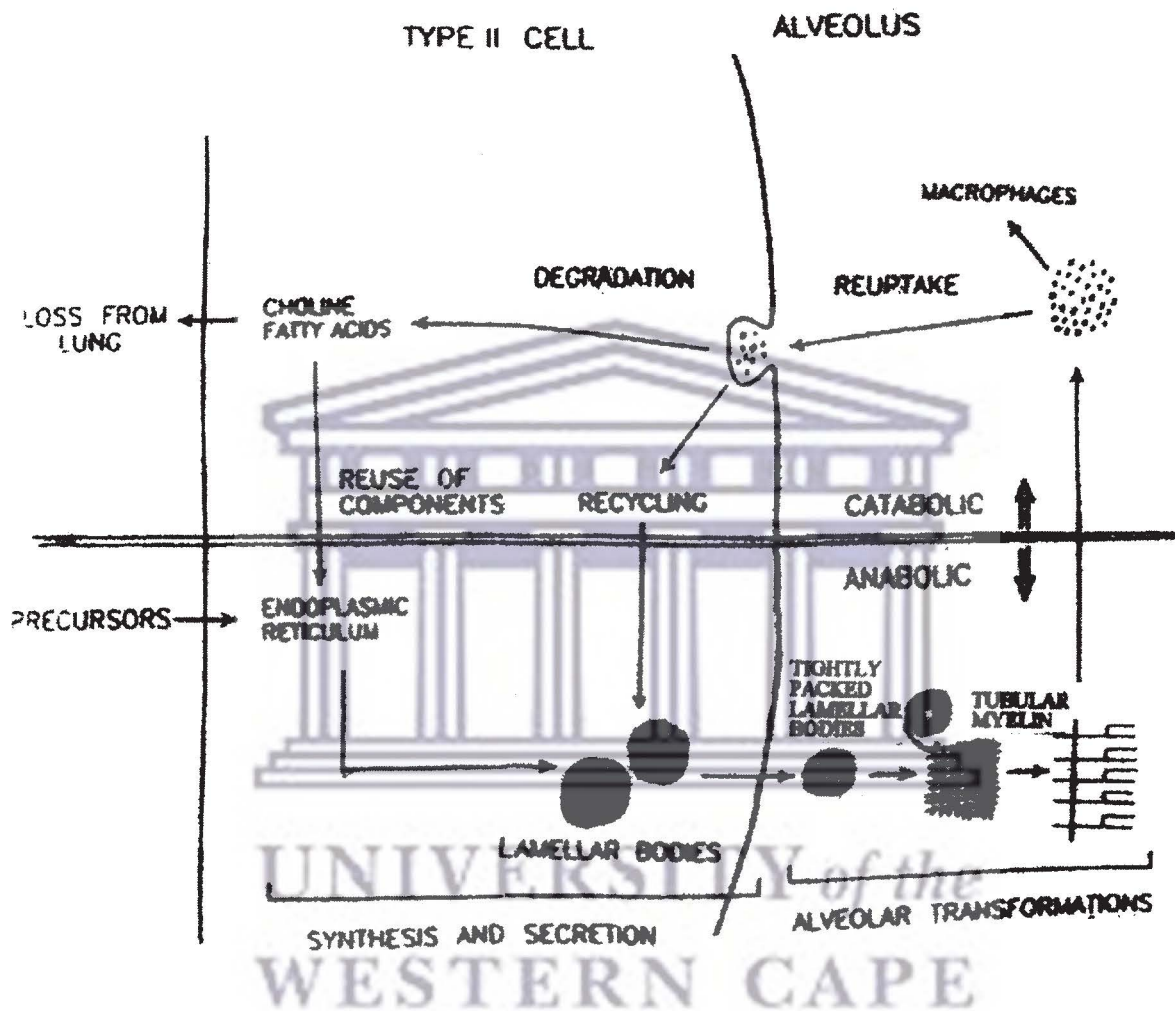 TYPE II CELL
ALVEOLUS
MACROPHAGES
DEGRADATION
REUPTAKE
LOSS FROM
LUNG
CHOLINE
FATTY ACIDS
REUSE OF
COMPONENTS
RECYCLING
CATABOLIC
ANABOLIC
PRECURSORS
ENDOPLASMIC
RETICULUM
TIGHTLY
PACKED
LAMELLAR
BODIES
TUBULAR
MYELIN
LAMELLAR BODIES
UNIVERSITY of the
ALVEOLAR TRANSFORMATIONS
SYNTHESIS AND SECRETION
WESTERN CAPE